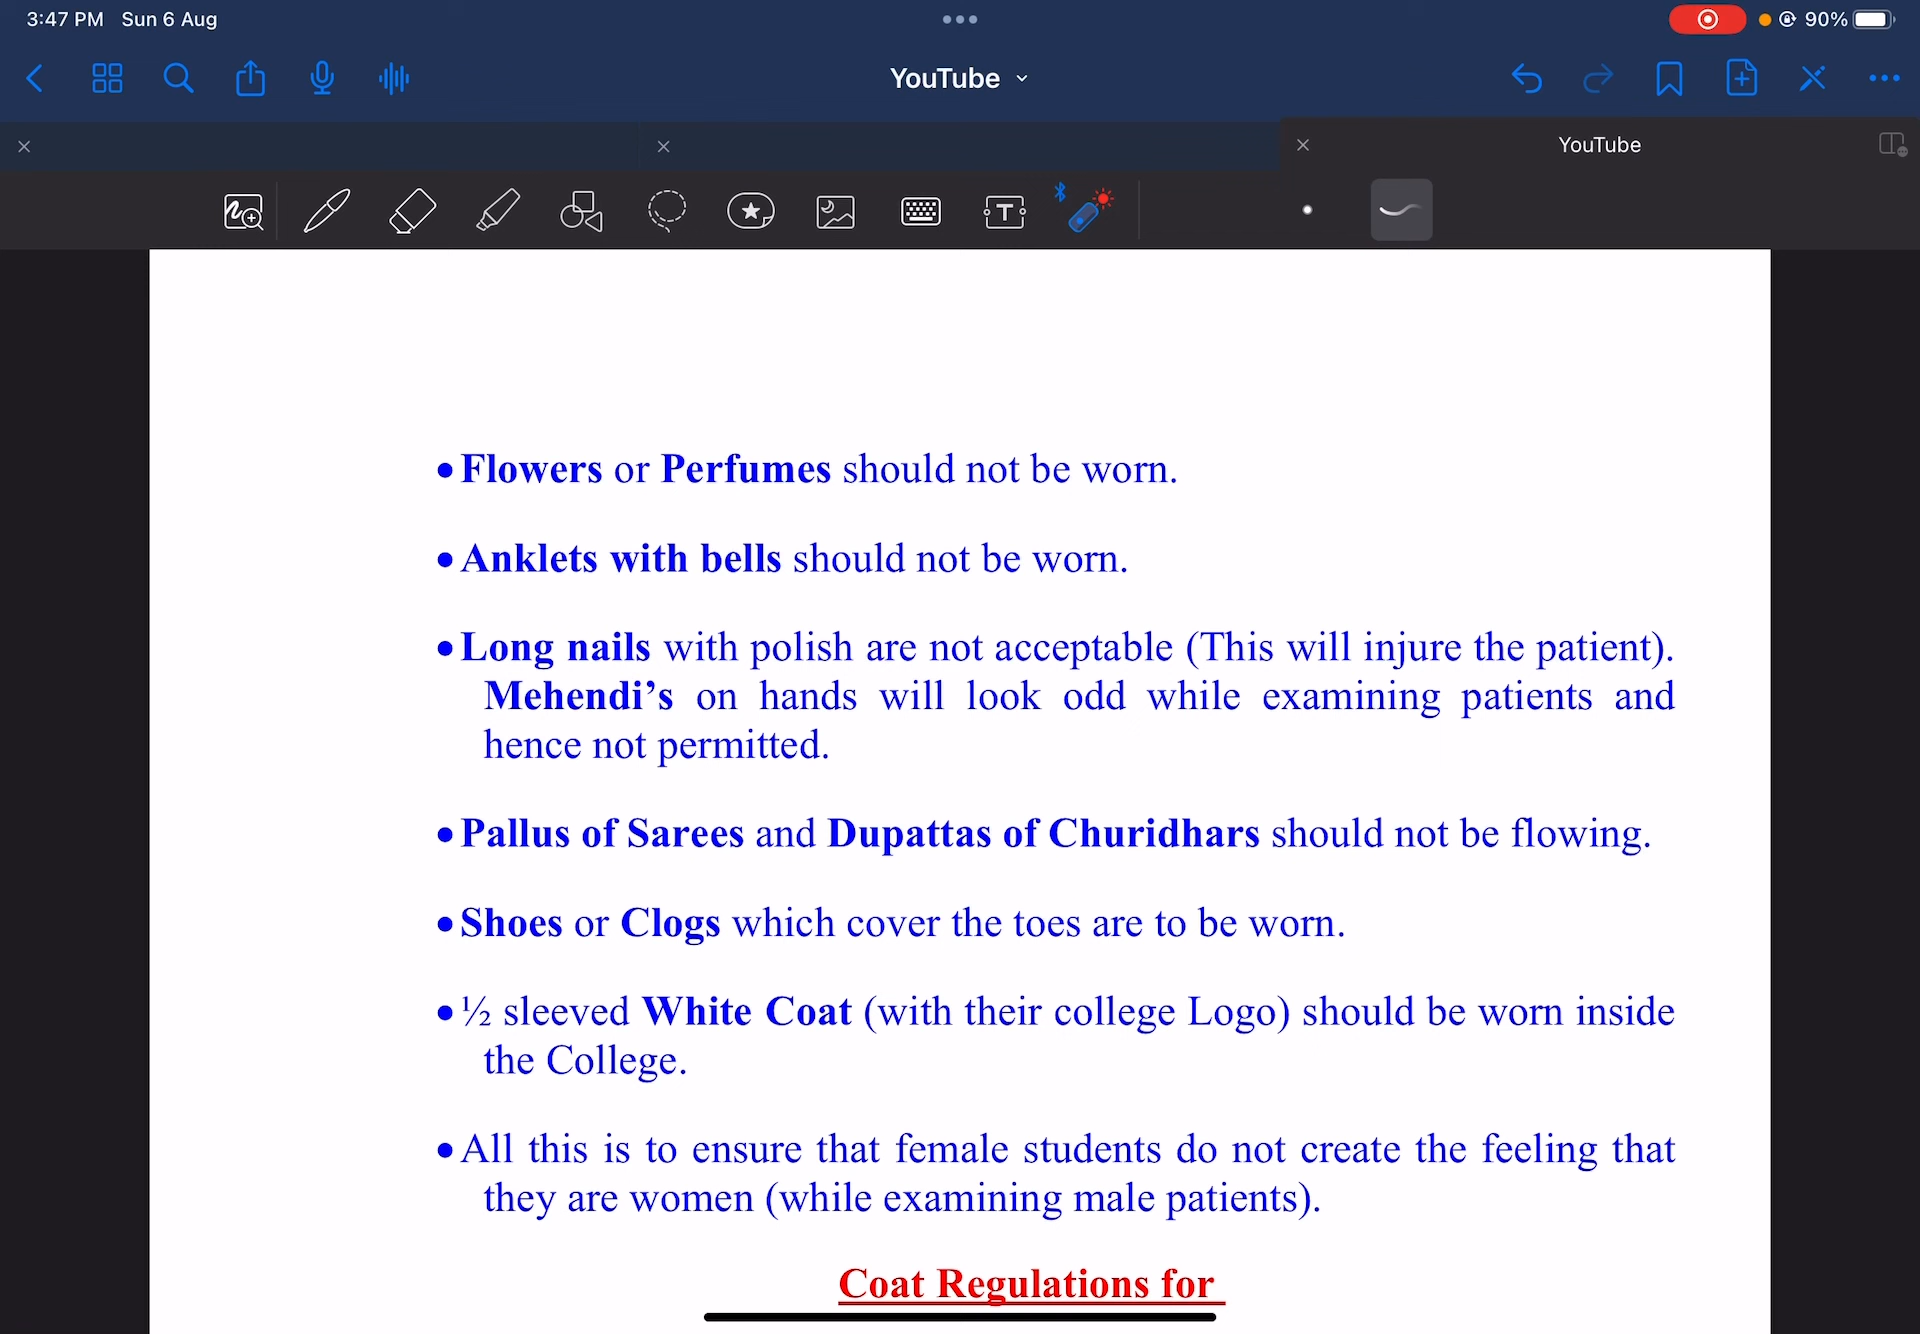 3:47 PM Sun 6 Aug
90%
YouTube
YouTube
•Flowers or Perfumes should not be worn.
•Anklets with bells should not be worn.
•Long nails with polish are not acceptable (This will injure the patient).
Mehendi’s on hands will look odd while examining patients and
hence not permitted.
•Pallus of Sarees and Dupattas of Churidhars should not be flowing.
•Shoes or Clogs which cover the toes are to be worn.
•½ sleeved White Coat (with their college Logo) should be worn inside
the College.
•All this is to ensure that female students do not create the feeling that
they are women (while examining male patients).
Coat Regulations for